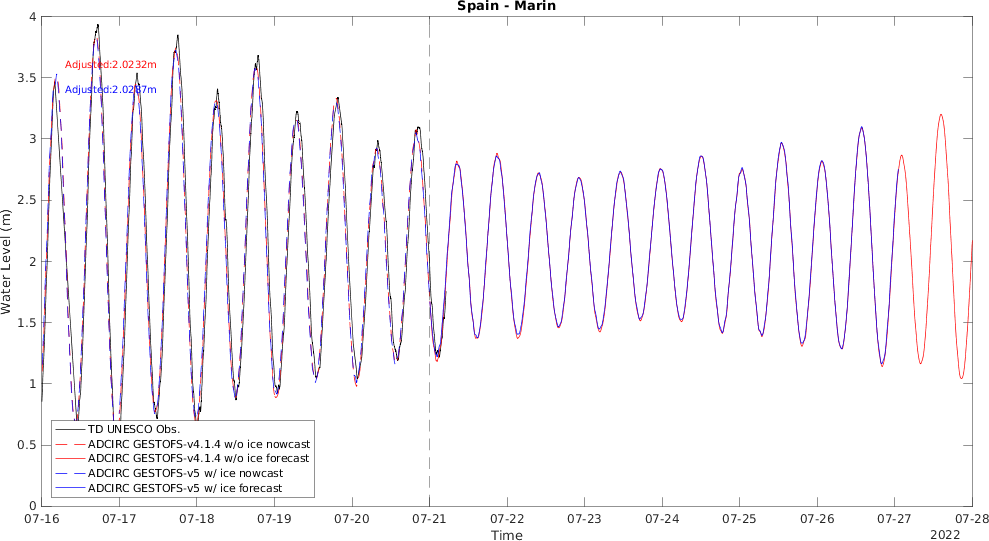 Spain - Marin
4
3.5
3
2.5
2
1.5
1
0.5
0
Water Level (m)
Adjusted:2.0232m
TD UNESCO Obs.
ADCIRC GESTOFS-v4.1.4 w/o ice nowcast
ADCIRC GESTOFS-v4.1.4 w/o ice forecast
ADCIRC GESTOFS-v5 w/ ice nowcast
ADCIRC GESTOFS-v5 w/ ice forecast
07-16 07-17 07-18 07-19 07-20 07-21 07-22 07-23 07-24 07-25 07-26 07-27 07-28
Time
2022